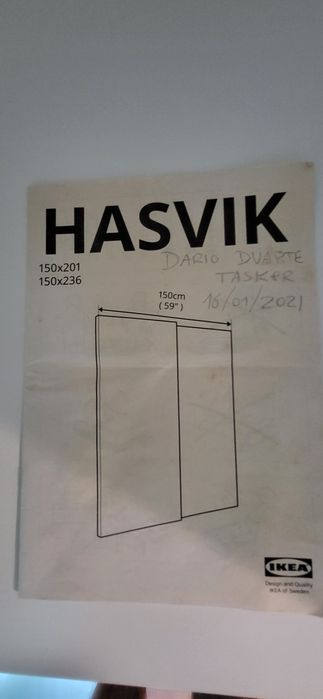 HASVIK
150x201
150x236
DARIO DUARTE
TASKER
16/01/2021
150cm
(59")
IKEA
Design and Quality
IKEA of Sweden